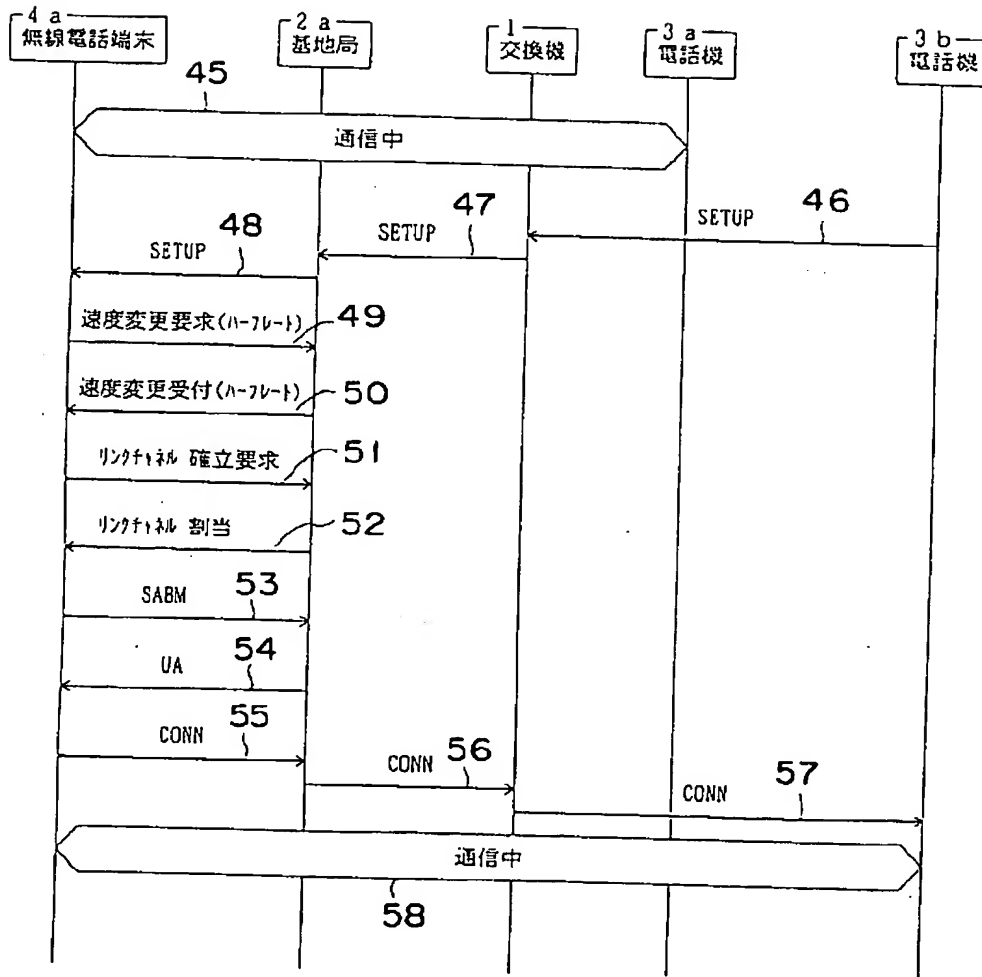 4a
無線電話端末
2a
基地局
1
交換機
3a
電話機
3b
電話機
45
通信中
46
SETUP
47
SETUP
48
SETUP
速度変更要求(ハーフレート)
49
速度変更受付(ハーフレート)
50
リンクチャネル 確立要求
51
リンクチャネル 割当
52
SABM
53
UA
54
CONN
55
CONN
56
CONN
57
通信中
58